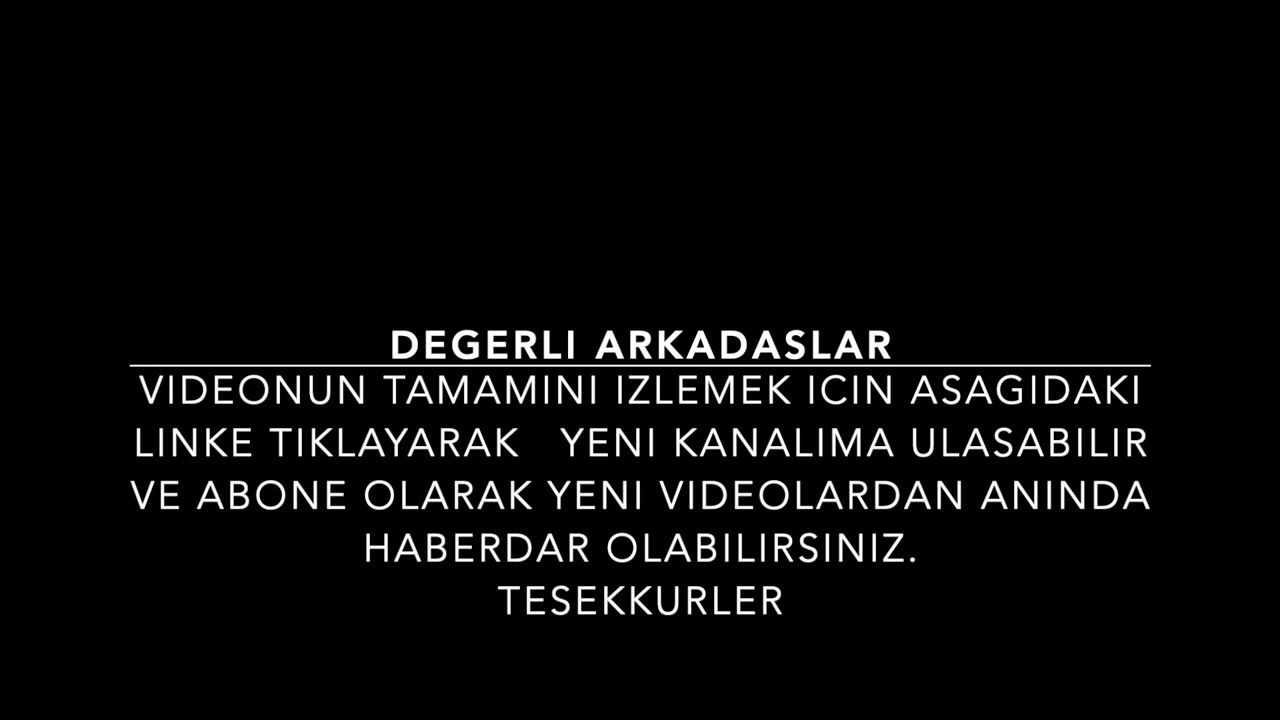 DEGERLI ARKADASLAR
VIDEONUN TAMAMINI IZLEMEK ICIN ASAGIDAKI
LINKE TIKLAYARAK YENI KANALIMA ULASABILIR
VE ABONE OLARAK YENI VIDEOLARDAN ANINDA
HABERDAR OLABILIRSINIZ.
TESEKKURLER